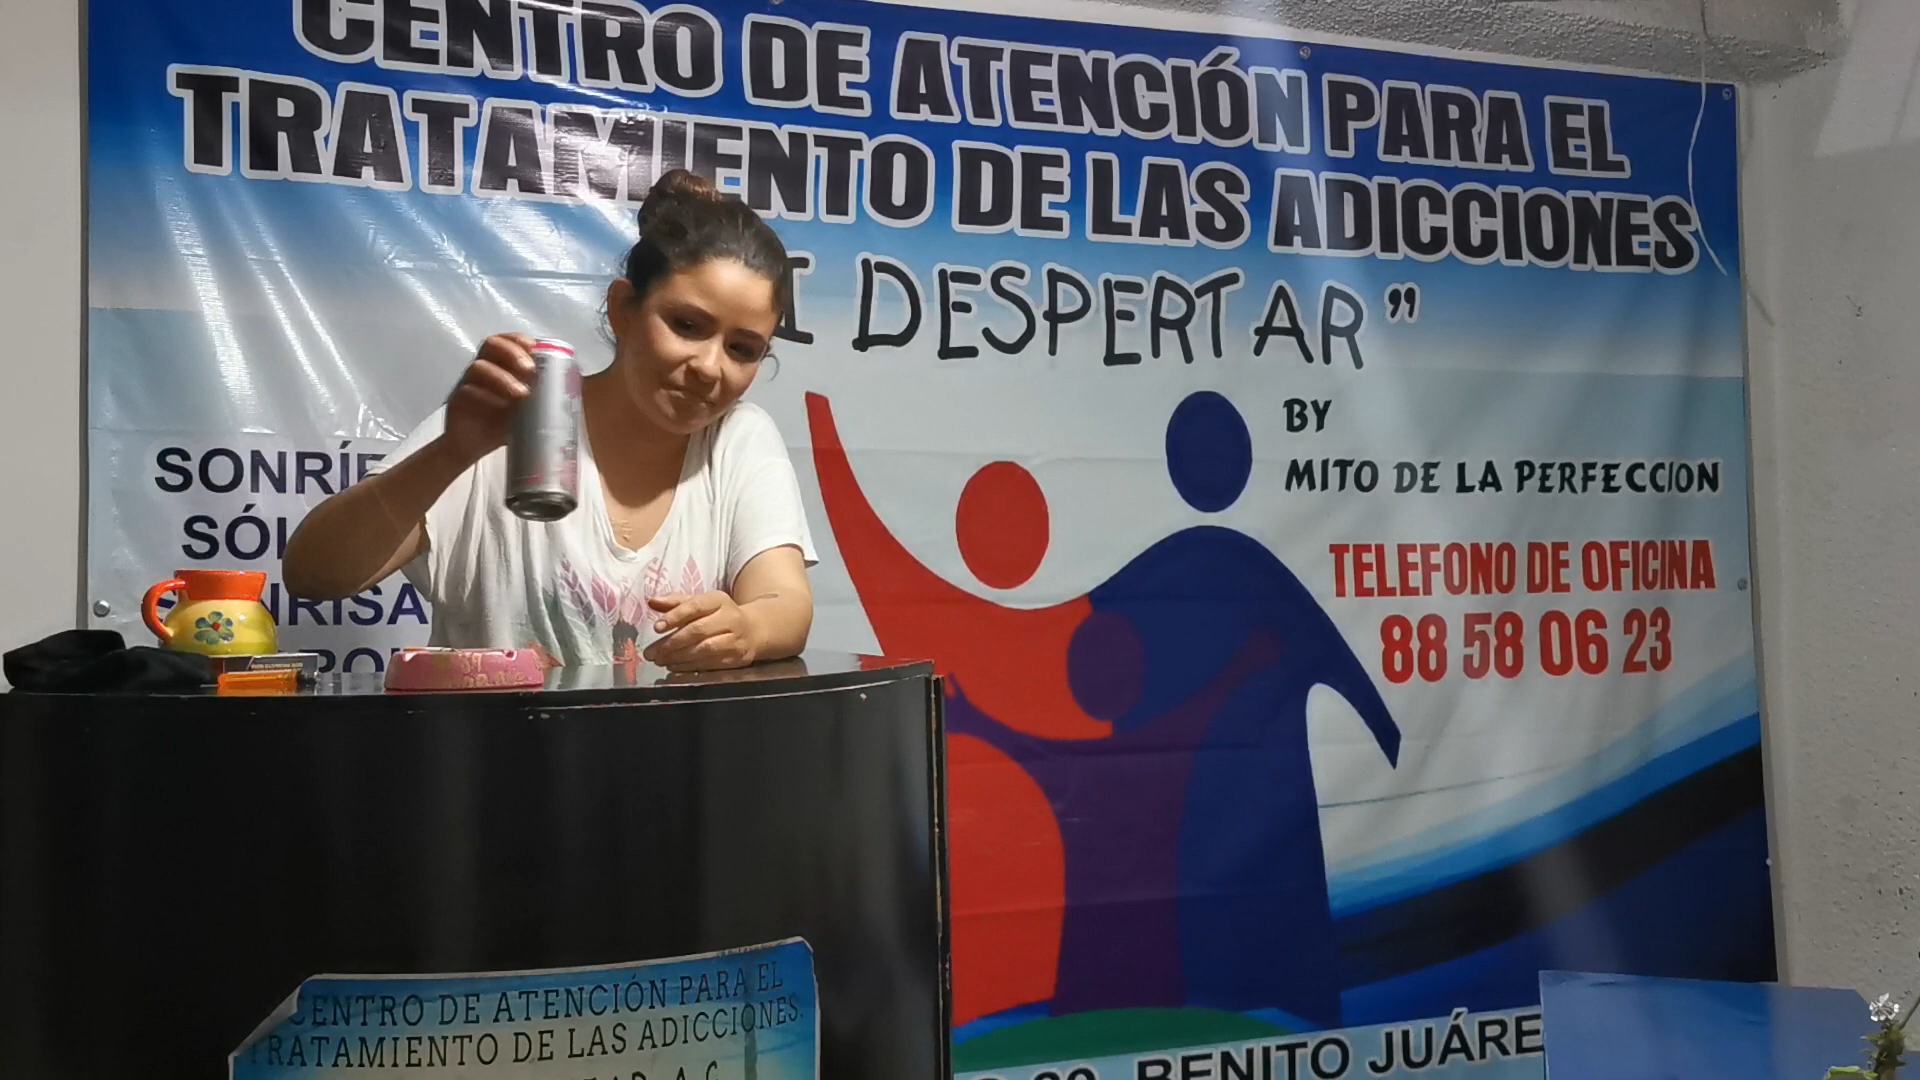 CENTRO DE ATENCIÓN PARA EL
TRATAMIENTO DE LAS ADICCIONES
DESPERTAR"
BY
MITO DE LA PERFECCION
TELEFONO DE OFICINA
88 58 06 23
BENITO JUÁRE
CENTRO DE ATENCIÓN PARA EL
TRATAMIENTO DE LAS ADICCIONES.
A.C.